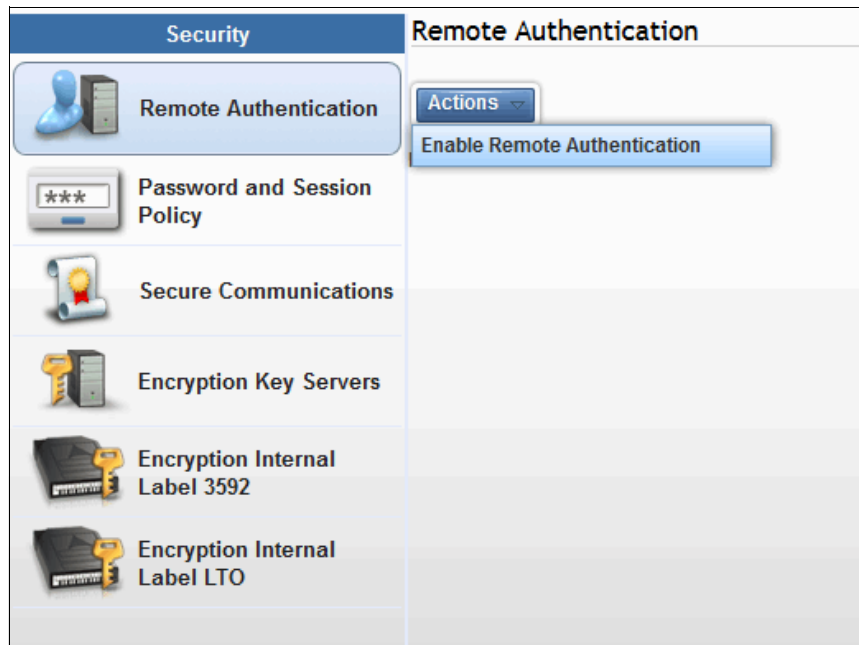 Security
Remote Authentication
Password and Session
Policy
Secure Communications
Encryption Key Servers
Encryption Internal
Label 3592
Encryption Internal
Label LTO
Remote Authentication
Actions
Enable Remote Authentication